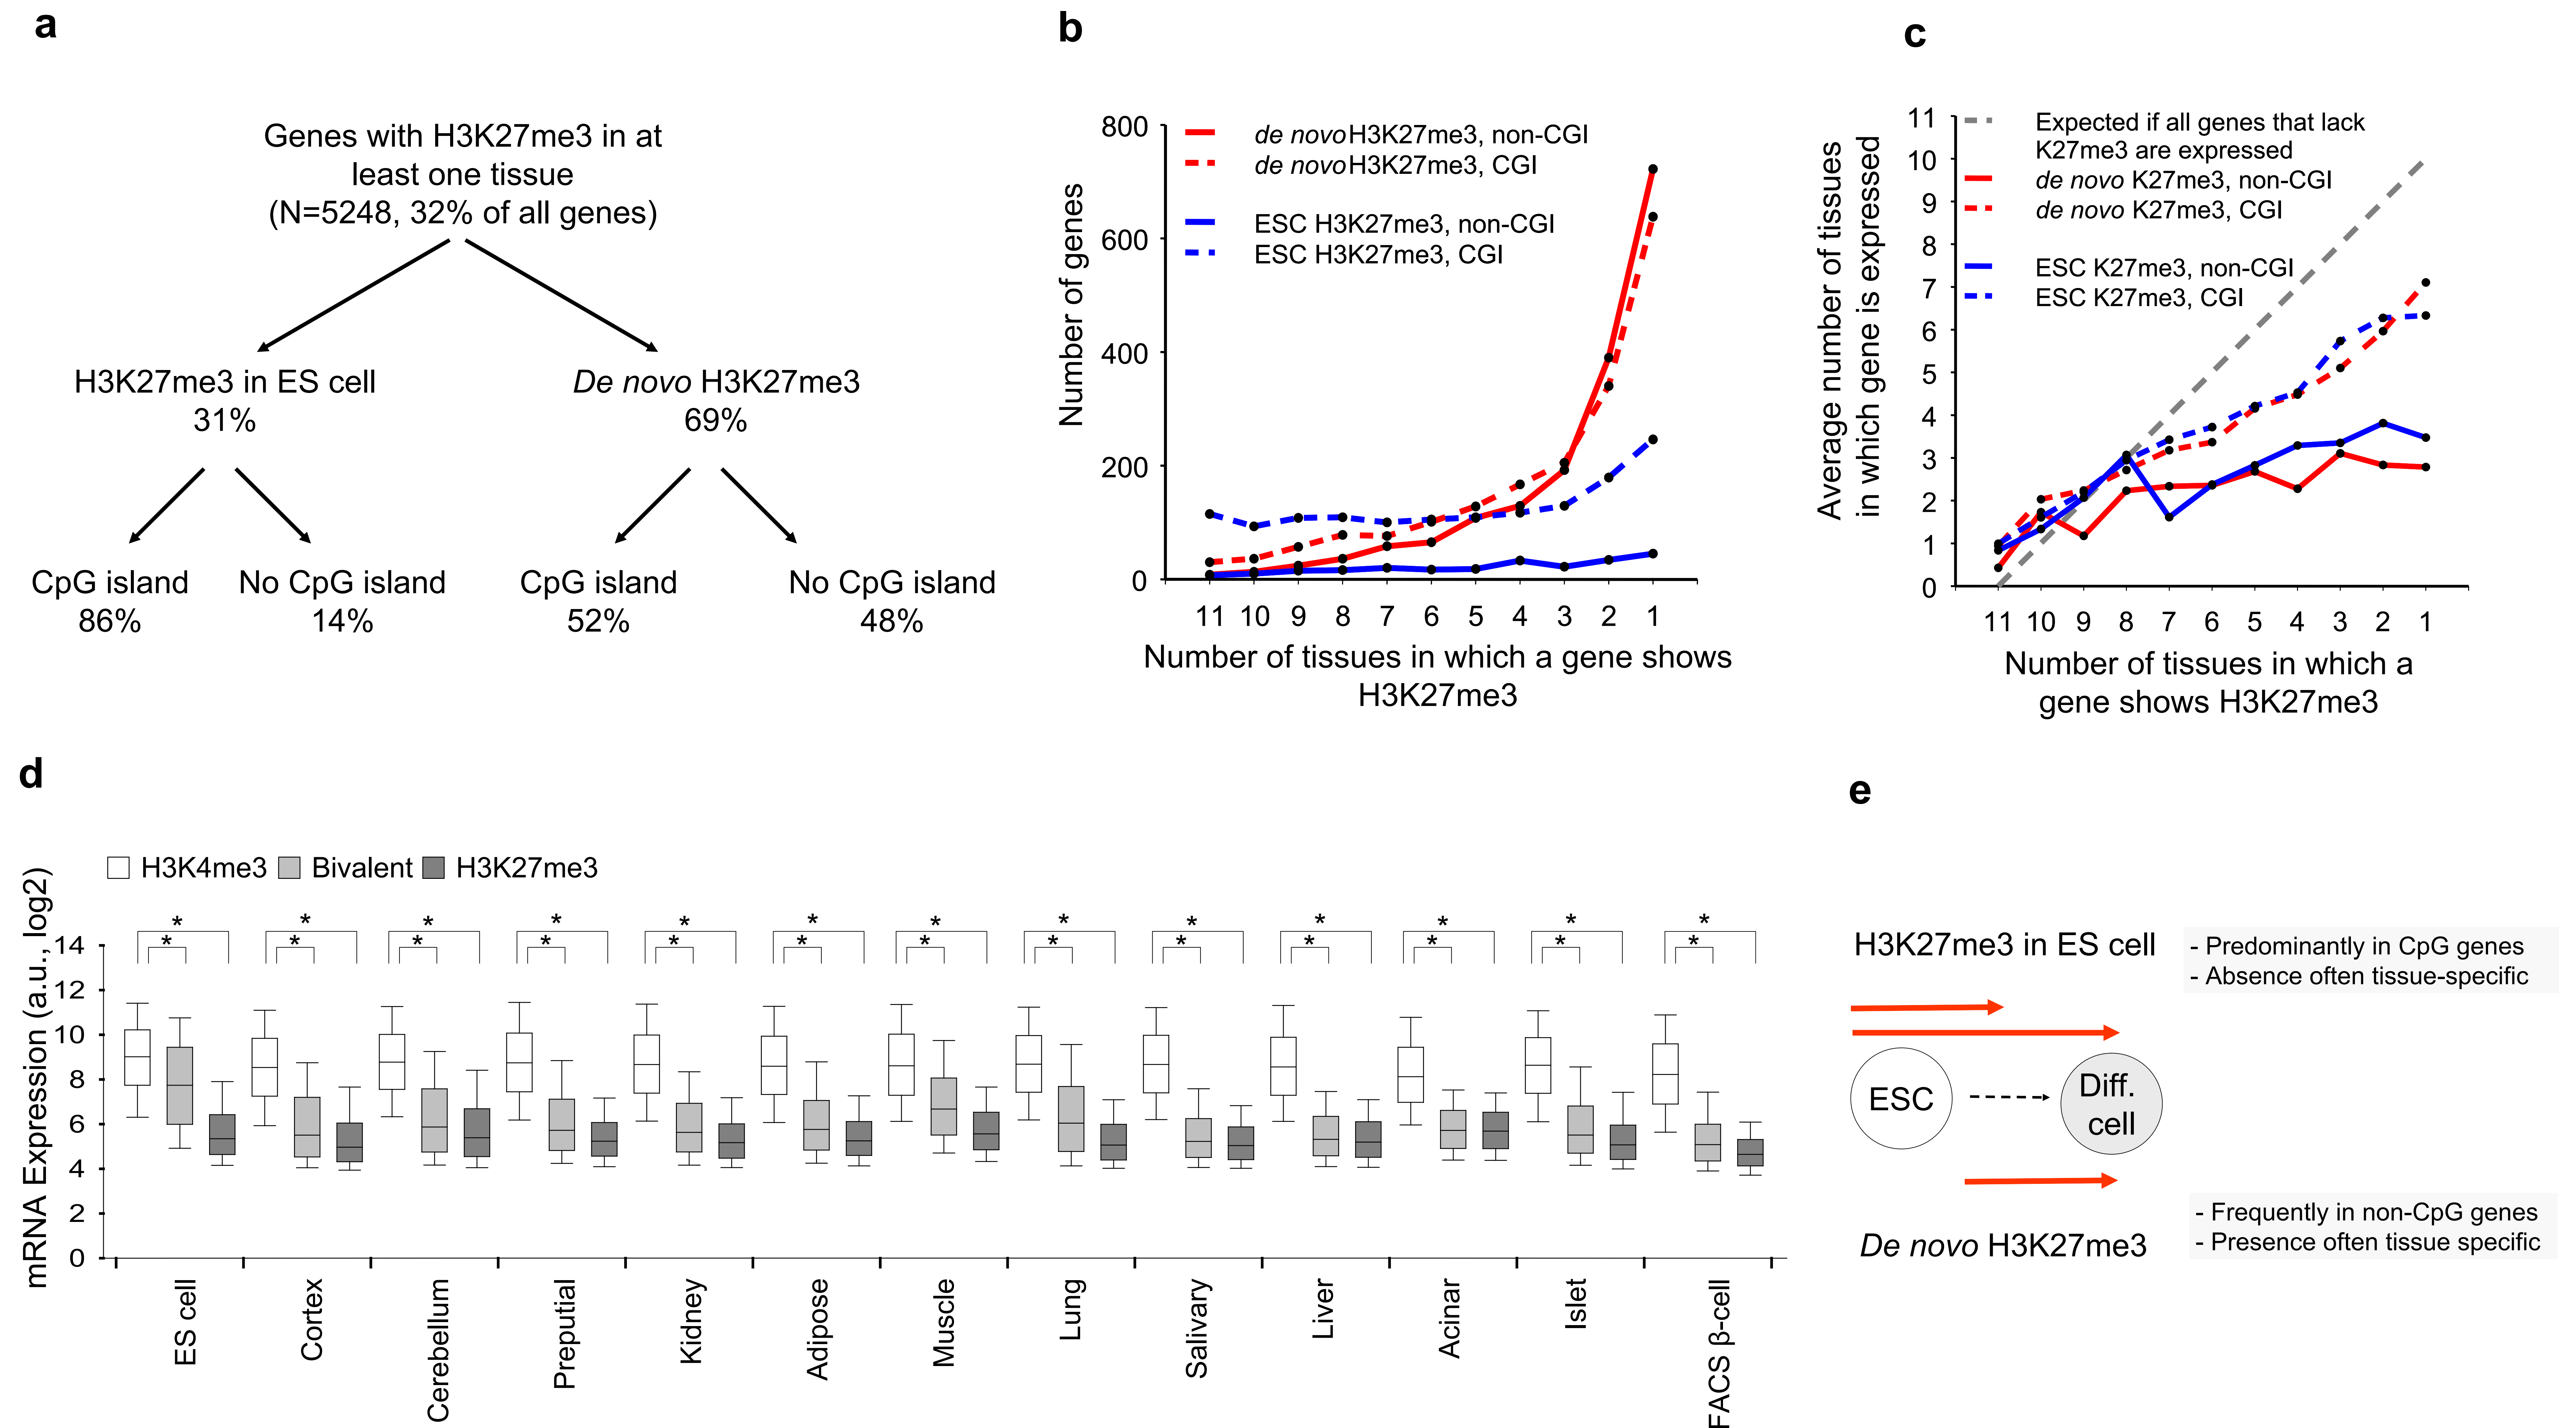 a
Genes with H3K27me3 in at
least one tissue
(N=5248, 32% of all genes)
H3K27me3 in ES cell
31%
De novo H3K27me3
69%
CpG island
86%
No CpG island
14%
CpG island
52%
No CpG island
48%
b
Number of genes
800
600
400
200
0
de novo H3K27me3, non-CGI
de novo H3K27me3, CGI
ESC H3K27me3, non-CGI
ESC H3K27me3, CGI
11 10 9 8 7 6 5 4 3 2 1
Number of tissues in which a gene shows
H3K27me3
c
Average number of tissues
in which gene is expressed
11
10
9
8
7
6
5
4
3
2
1
0
Expected if all genes that lack
K27me3 are expressed
de novo K27me3, non-CGI
de novo K27me3, CGI
ESC K27me3, non-CGI
ESC K27me3, CGI
11 10 9 8 7 6 5 4 3 2 1
Number of tissues in which a
gene shows H3K27me3
d
H3K4me3 Bivalent H3K27me3
mRNA Expression (a.u., log2)
14
12
10
8
6
4
2
0
* * * * * * * * * * * * *
* * * * * * * * * * * * *
ES cell
Cortex
Cerebellum
Preputial
Kidney
Adipose
Muscle
Lung
Salivary
Liver
Acinar
Islet
FACS β-cell
e
H3K27me3 in ES cell
- Predominantly in CpG genes
- Absence often tissue-specific
ESC
Diff.
cell
De novo H3K27me3
- Frequently in non-CpG genes
- Presence often tissue specific